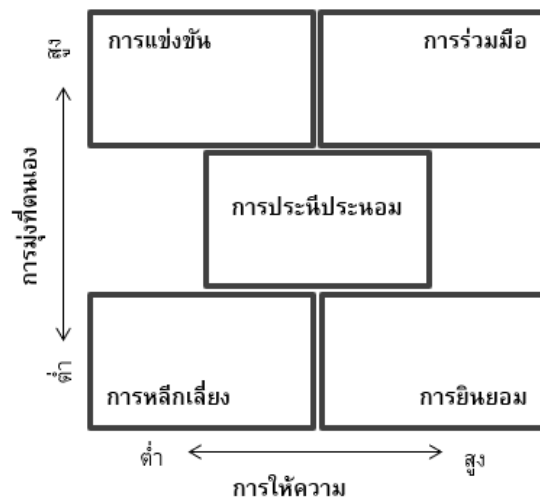 สูง
การแข่งขัน
การร่วมมือ
การมุ่งที่ตนเอง
การประนีประนอม
ต่ำ
การหลีกเลี่ยง
การยินยอม
ต่ำ
สูง
การให้ความ